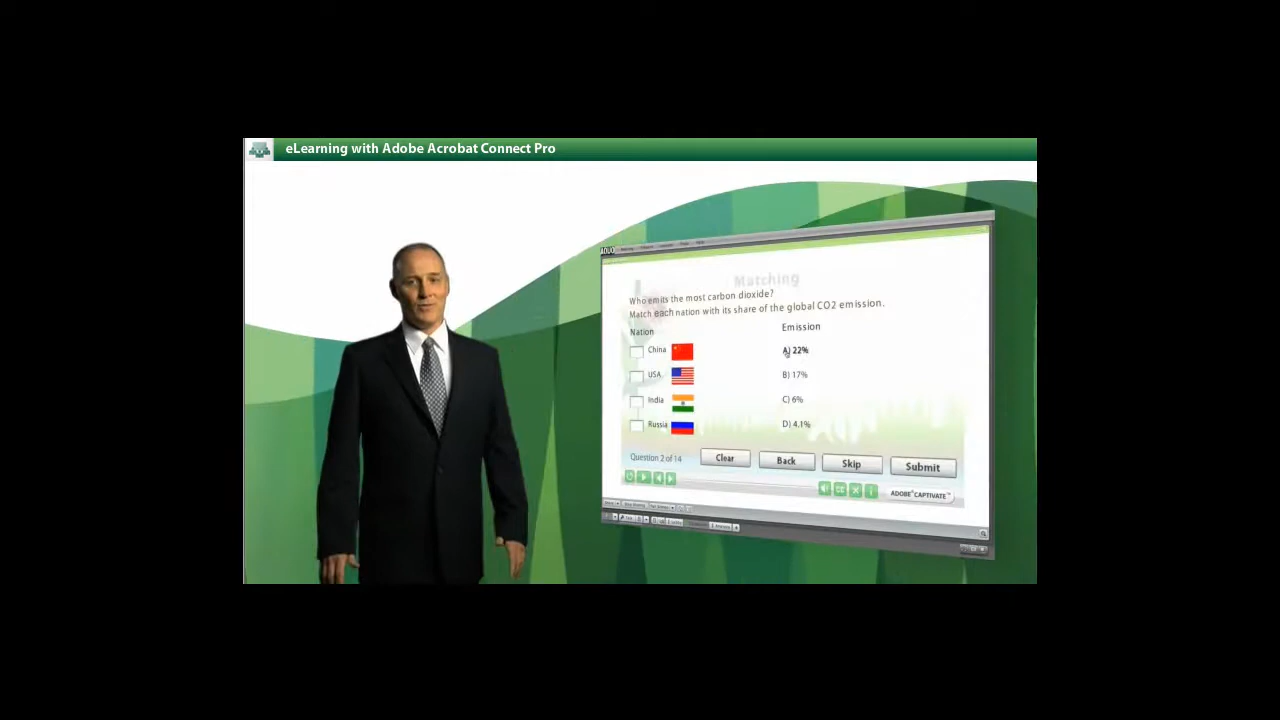 eLearning with Adobe Acrobat Connect Pro
Matching
Who emits the most carbon dioxide?
Match each nation with its share of the global CO2 emission.
Nation
Emission
China
A) 22%
USA
B) 17%
India
C) 6%
Russia
D) 4.1%
Question 2 of 14
Clear
Back
Skip
Submit
CC
ADOBE® CAPTIVATE™